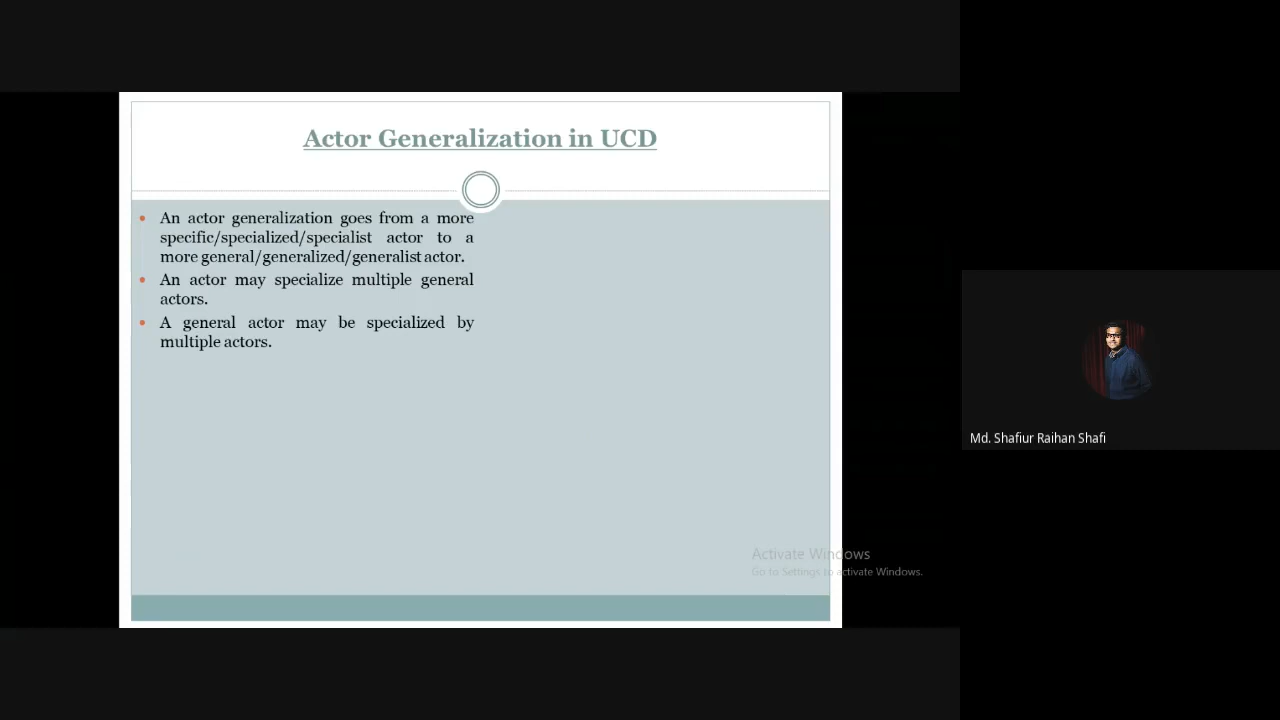 Actor Generalization in UCD
• An actor generalization goes from a more
specific/specialized/specialist actor to a
more general/generalized/generalist actor.
• An actor may specialize multiple general
actors.
• A general actor may be specialized by
multiple actors.
Activate Windows
Go to Settings to activate Windows.
Md. Shafiur Raihan Shafi